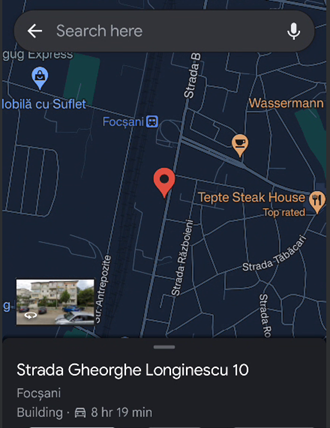 Search here
gug Express
Strada B
Wassermann
lobilă cu Suflet
Focșani
Tepte Steak House
Top rated
Strada Războieni
Strada Tăbăcari
Str. Antrepozite
Strada Ro
g.
Strada Gheorghe Longinescu 10
Focșani
Building · 8 hr 19 min